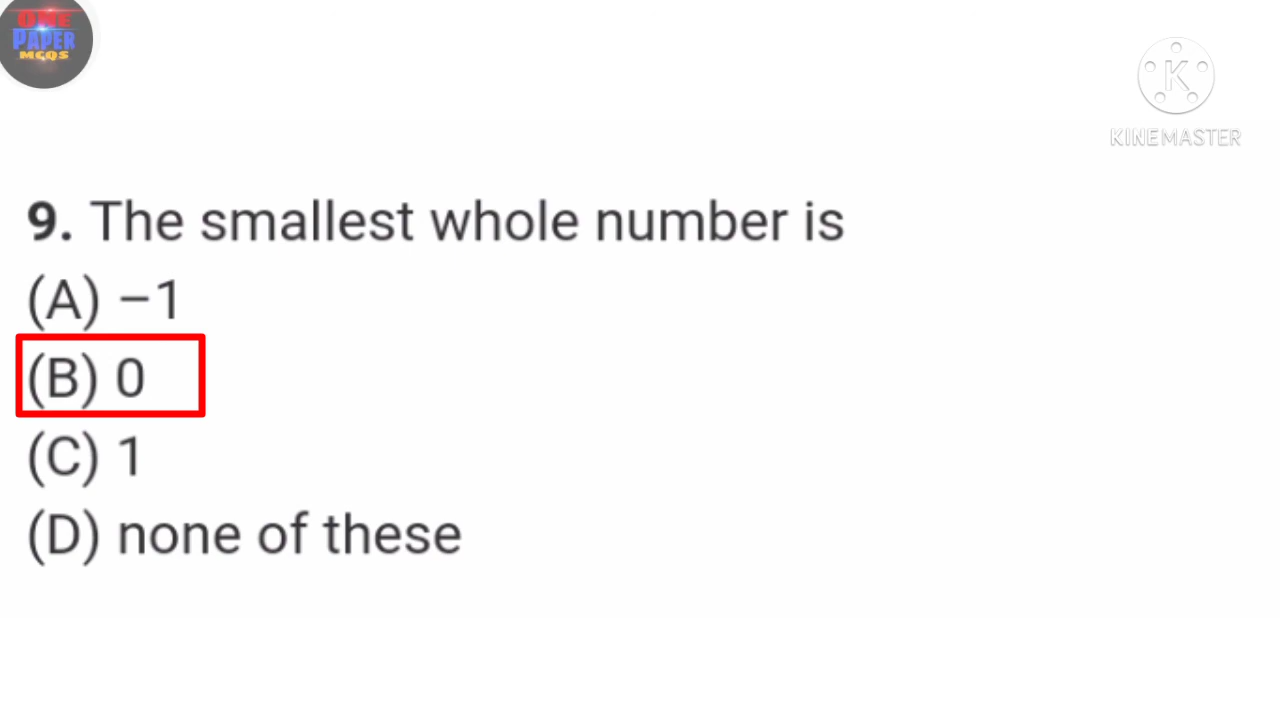 ONE
PAPER
MCQS
K
KINEMASTER
9. The smallest whole number is
(A) –1
(B) 0
(C) 1
(D) none of these